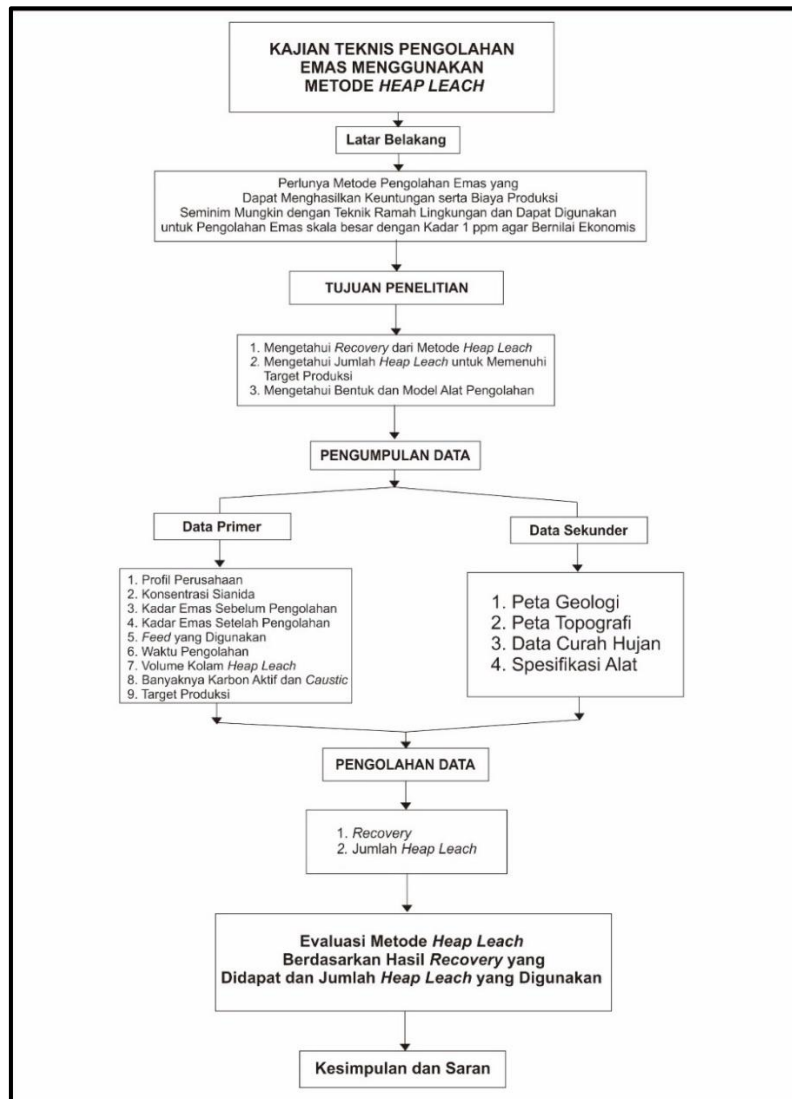 KAJIAN TEKNIS PENGOLAHAN
EMAS MENGGUNAKAN
METODE HEAP LEACH
Latar Belakang
Perlunya Metode Pengolahan Emas yang
Dapat Menghasilkan Keuntungan serta Biaya Produksi
Seminim Mungkin dengan Teknik Ramah Lingkungan dan Dapat Digunakan
untuk Pengolahan Emas skala besar dengan Kadar 1 ppm agar Bernilai Ekonomis
TUJUAN PENELITIAN
1. Mengetahui Recovery dari Metode Heap Leach
2. Mengetahui Jumlah Heap Leach untuk Memenuhi
Target Produksi
3. Mengetahui Bentuk dan Model Alat Pengolahan
PENGUMPULAN DATA
Data Primer
1. Profil Perusahaan
2. Konsentrasi Sianida
3. Kadar Emas Sebelum Pengolahan
4. Kadar Emas Setelah Pengolahan
5. Feed yang Digunakan
6. Waktu Pengolahan
7. Volume Kolam Heap Leach
8. Banyaknya Karbon Aktif dan Caustic
9. Target Produksi
Data Sekunder
1. Peta Geologi
2. Peta Topografi
3. Data Curah Hujan
4. Spesifikasi Alat
PENGOLAHAN DATA
1. Recovery
2. Jumlah Heap Leach
Evaluasi Metode Heap Leach
Berdasarkan Hasil Recovery yang
Didapat dan Jumlah Heap Leach yang Digunakan
Kesimpulan dan Saran